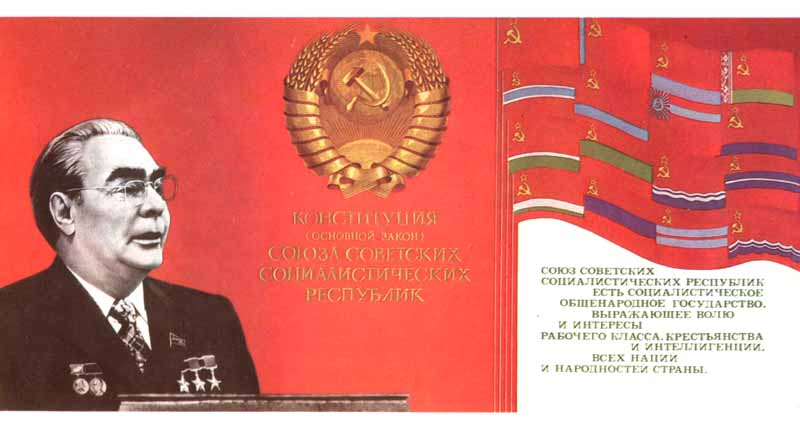 КОНСТИТУЦИЯ
(ОСНОВНОЙ ЗАКОН)
СОЮЗА СОВЕТСКИХ
СОЦИАЛИСТИЧЕСКИХ
РЕСПУБЛИК
СОЮЗ СОВЕТСКИХ
СОЦИАЛИСТИЧЕСКИХ РЕСПУБЛИК
ЕСТЬ СОЦИАЛИСТИЧЕСКОЕ
ОБЩЕНАРОДНОЕ ГОСУДАРСТВО,
ВЫРАЖАЮЩЕЕ ВОЛЮ
И ИНТЕРЕСЫ
РАБОЧЕГО КЛАССА, КРЕСТЬЯНСТВА
И ИНТЕЛЛИГЕНЦИИ,
ВСЕХ НАЦИИ
И НАРОДНОСТЕЙ СТРАНЫ.